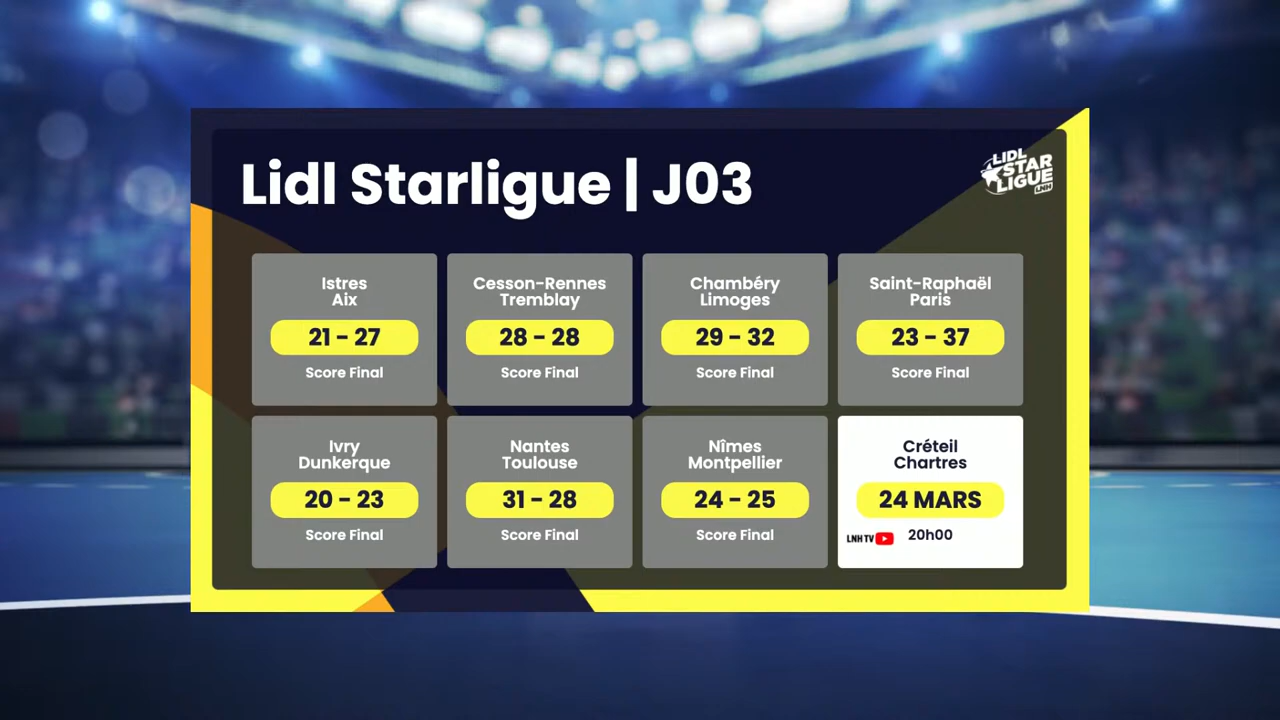 Lidl Starligue | J03
LIDL
STAR
LIGUE
LNH
Istres
Aix
21 - 27
Score Final
Cesson-Rennes
Tremblay
28 - 28
Score Final
Chambéry
Limoges
29 - 32
Score Final
Saint-Raphaël
Paris
23 - 37
Score Final
Ivry
Dunkerque
20 - 23
Score Final
Nantes
Toulouse
31 - 28
Score Final
Nîmes
Montpellier
24 - 25
Score Final
Créteil
Chartres
24 MARS
LNH TV 20h00